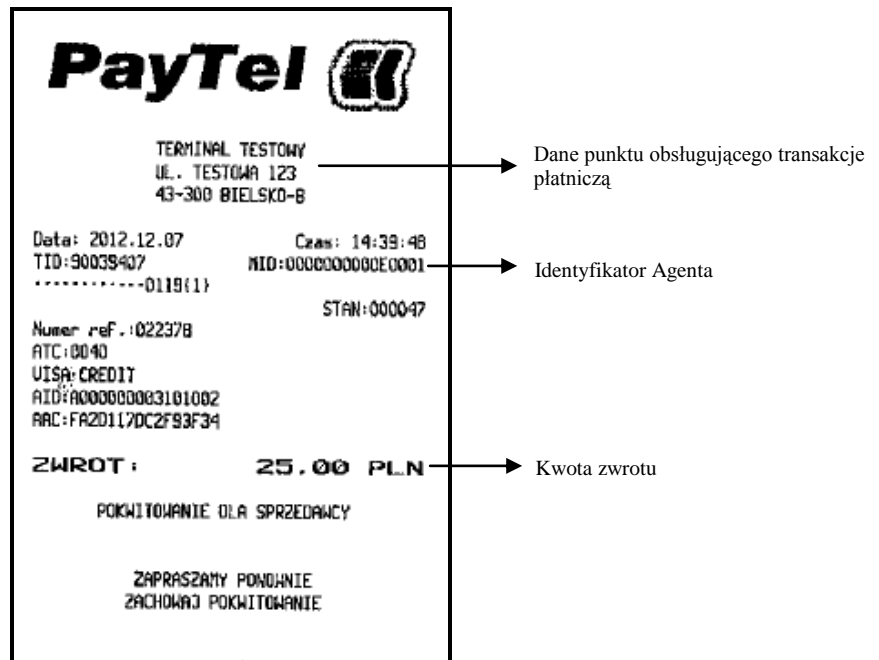 PayTel
TERMINAL TESTOWY
UL. TESTOWA 123
43-300 BIELSKO-B
Dane punktu obsługującego transakcje
płatniczą
Data: 2012.12.07 Czas: 14:39:48
TID:90039407 MID:0000000000E0001
Identyfikator Agenta
············0119(1)
STAN:000047
Numer ref.:022378
ATC:0040
VISA CREDIT
AID:A000000003101002
AAC:FA2D117DC2F93F34
ZWROT: 25.00 PLN
Kwota zwrotu
POKWITOWANIE DLA SPRZEDAWCY
ZAPRASZAMY PONOWNIE
ZACHOWAJ POKWITOWANIE